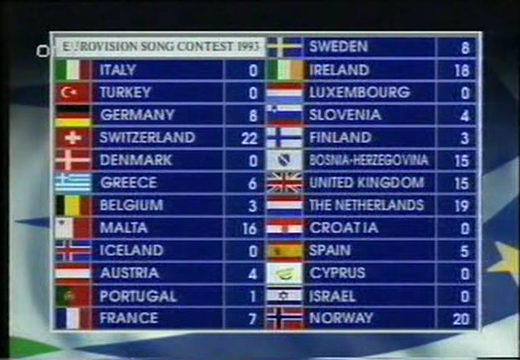 EUROVISION SONG CONTEST 1993
ITALY 0
TURKEY 0
GERMANY 8
SWITZERLAND 22
DENMARK 0
GREECE 6
BELGIUM 3
MALTA 16
ICELAND 0
AUSTRIA 4
PORTUGAL 1
FRANCE 7
SWEDEN 8
IRELAND 18
LUXEMBOURG 0
SLOVENIA 4
FINLAND 3
BOSNIA-HERZEGOVINA 15
UNITED KINGDOM 15
THE NETHERLANDS 19
CROATIA 0
SPAIN 5
CYPRUS 0
ISRAEL 0
NORWAY 20